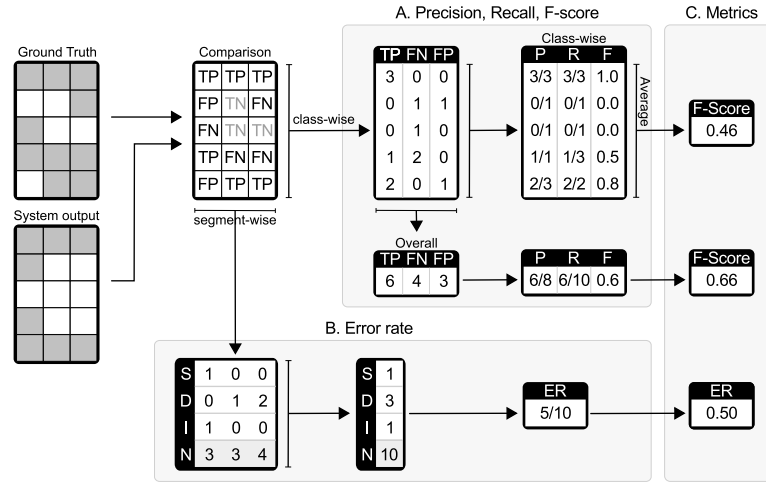 A. Precision, Recall, F-score
C. Metrics
Ground Truth
Comparison
Class-wise
TP FN FP
P R F
TP TP TP
3 0 0
3/3 3/3 1.0
FP TN FN
0 1 1
0/1 0/1 0.0
F-Score
FN TN TN
class-wise
0 1 0
0/1 0/1 0.0
Average
0.46
TP FN FN
1 2 0
1/1 1/3 0.5
FP TP TP
2 0 1
2/3 2/2 0.8
System output
segment-wise
Overall
TP FN FP
P R F
F-Score
6 4 3
6/8 6/10 0.6
0.66
B. Error rate
S 1 0 0
S 1
D 0 1 2
D 3
ER
ER
I 1 0 0
I 1
5/10
0.50
N 3 3 4
N 10